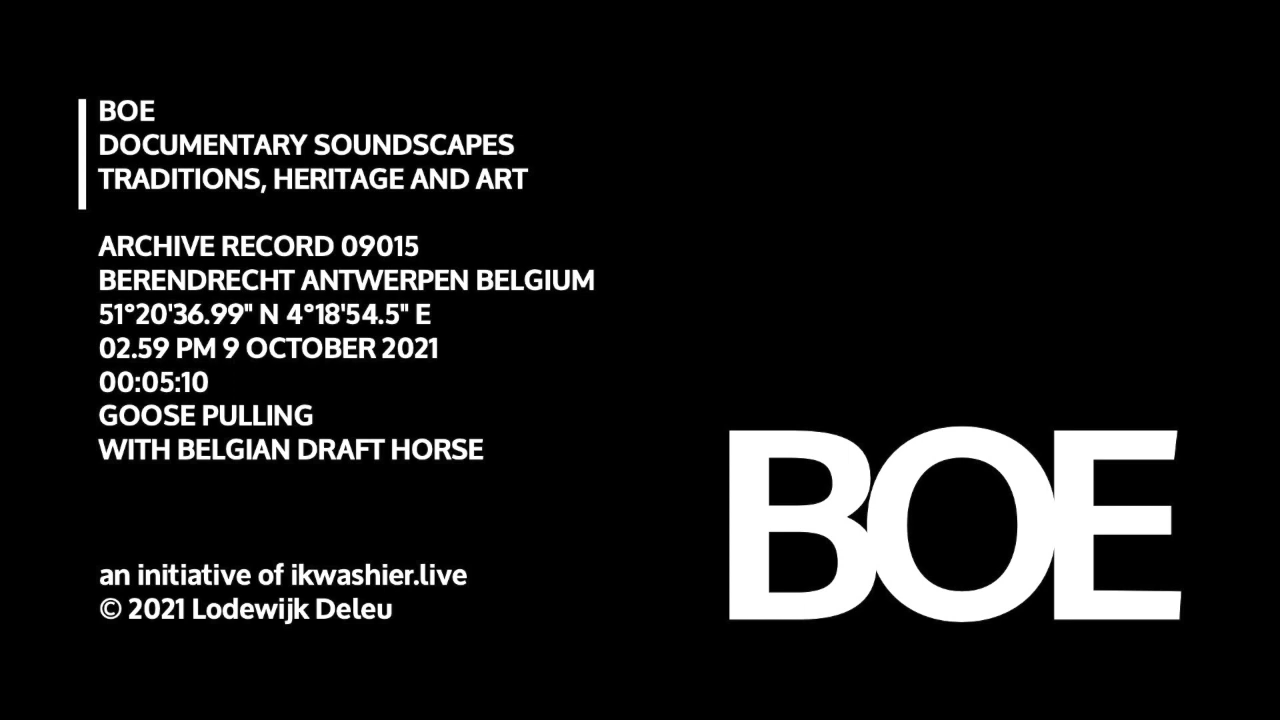 BOE
DOCUMENTARY SOUNDSCAPES
TRADITIONS, HERITAGE AND ART
ARCHIVE RECORD 09015
BERENDRECHT ANTWERPEN BELGIUM
51°20'36.99" N 4°18'54.5" E
02.59 PM 9 OCTOBER 2021
00:05:10
GOOSE PULLING
WITH BELGIAN DRAFT HORSE
an initiative of ikwashier.live
© 2021 Lodewijk Deleu
BOE